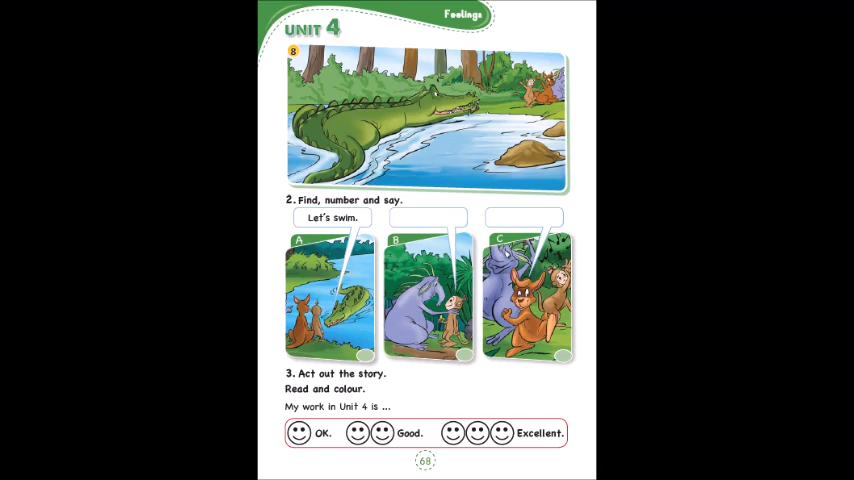 Feelings
UNIT 4
8
2. Find, number and say.
Let's swim.
A
B
C
3. Act out the story.
Read and colour.
My work in Unit 4 is ...
OK.
Good.
Excellent.
68